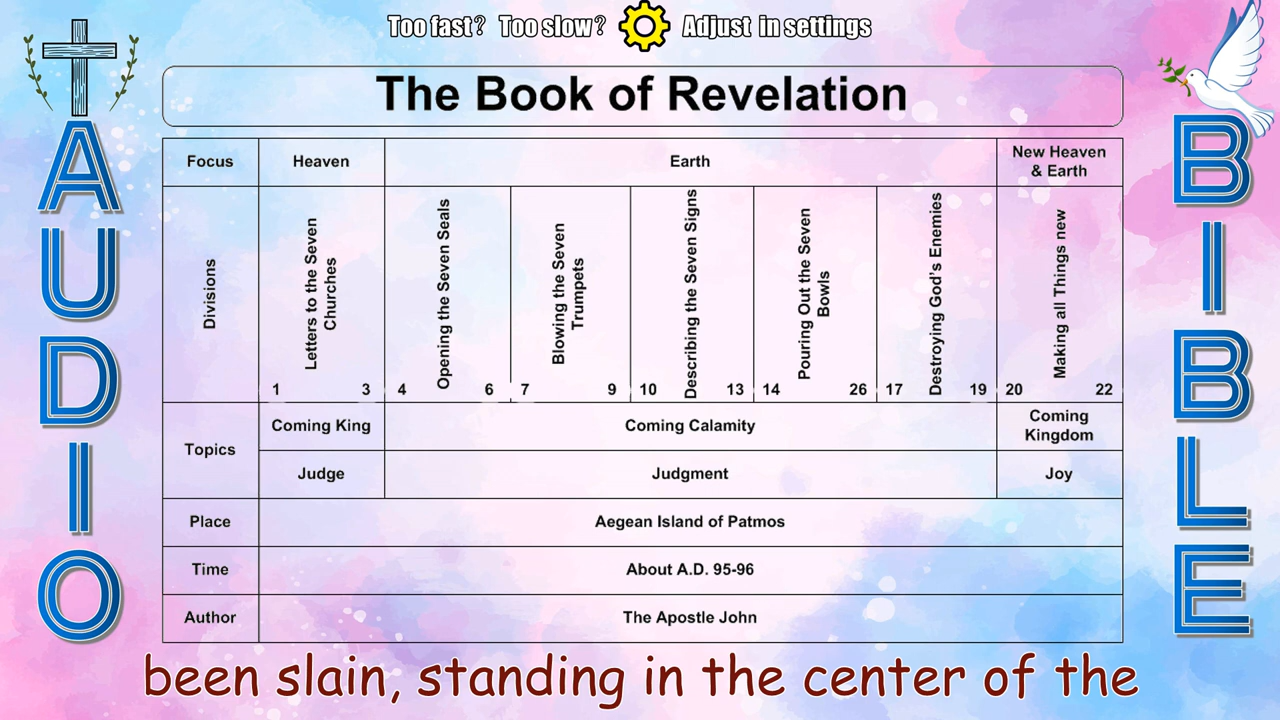 Too fast? Too slow? Adjust in settings
AUDIO
BIBLE
The Book of Revelation
Focus Heaven Earth New Heaven
& Earth
Divisions
Letters to the Seven
Churches
1 3
Opening the Seven Seals
4 6
Blowing the Seven
Trumpets
7 9
Describing the Seven Signs
10 13
Pouring Out the Seven
Bowls
14 26
Destroying God's Enemies
17 19
Making all Things new
20 22
Topics
Coming King Coming Calamity Coming
Kingdom
Judge Judgment Joy
Place Aegean Island of Patmos
Time About A.D. 95-96
Author The Apostle John
been slain, standing in the center of the